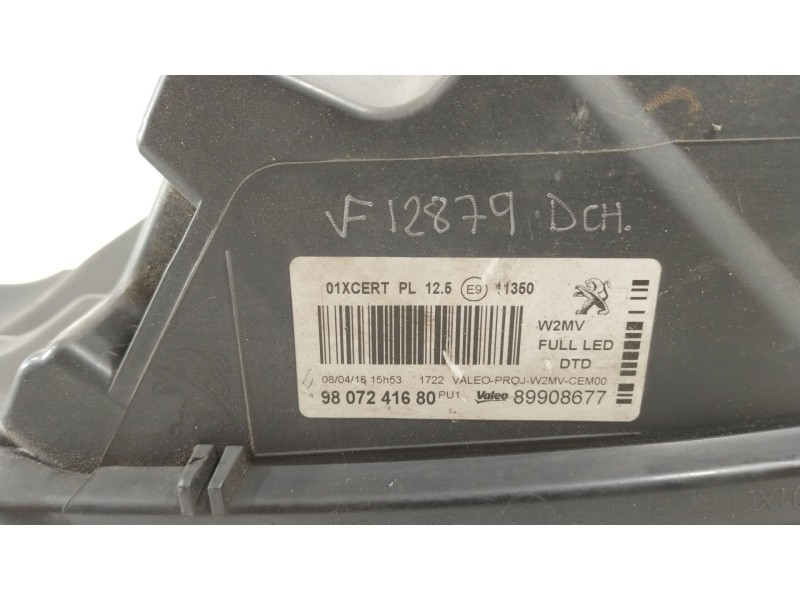 VF12879 DCH.
01XCERT PL 12.5 E9 11350
W2MV
FULL LED
DTD
08/04/16 15h53 1722 VALEO-PROJ-W2MV-CEM00
98 072 416 80 PU1 Valeo 89908677